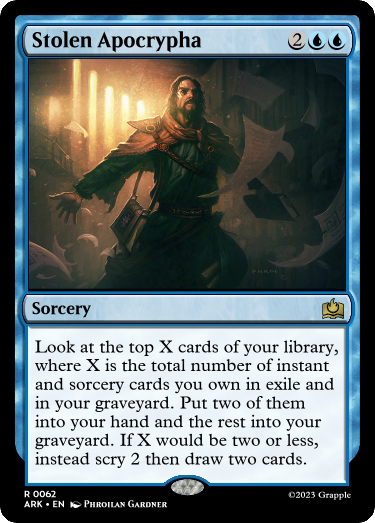 Stolen Apocrypha 2
Sorcery
Look at the top X cards of your library,
where X is the total number of instant
and sorcery cards you own in exile and
in your graveyard. Put two of them
into your hand and the rest into your
graveyard. If X would be two or less,
instead scry 2 then draw two cards.
R 0062
ARK • EN PHROILAN GARDNER
©2023 Grapple